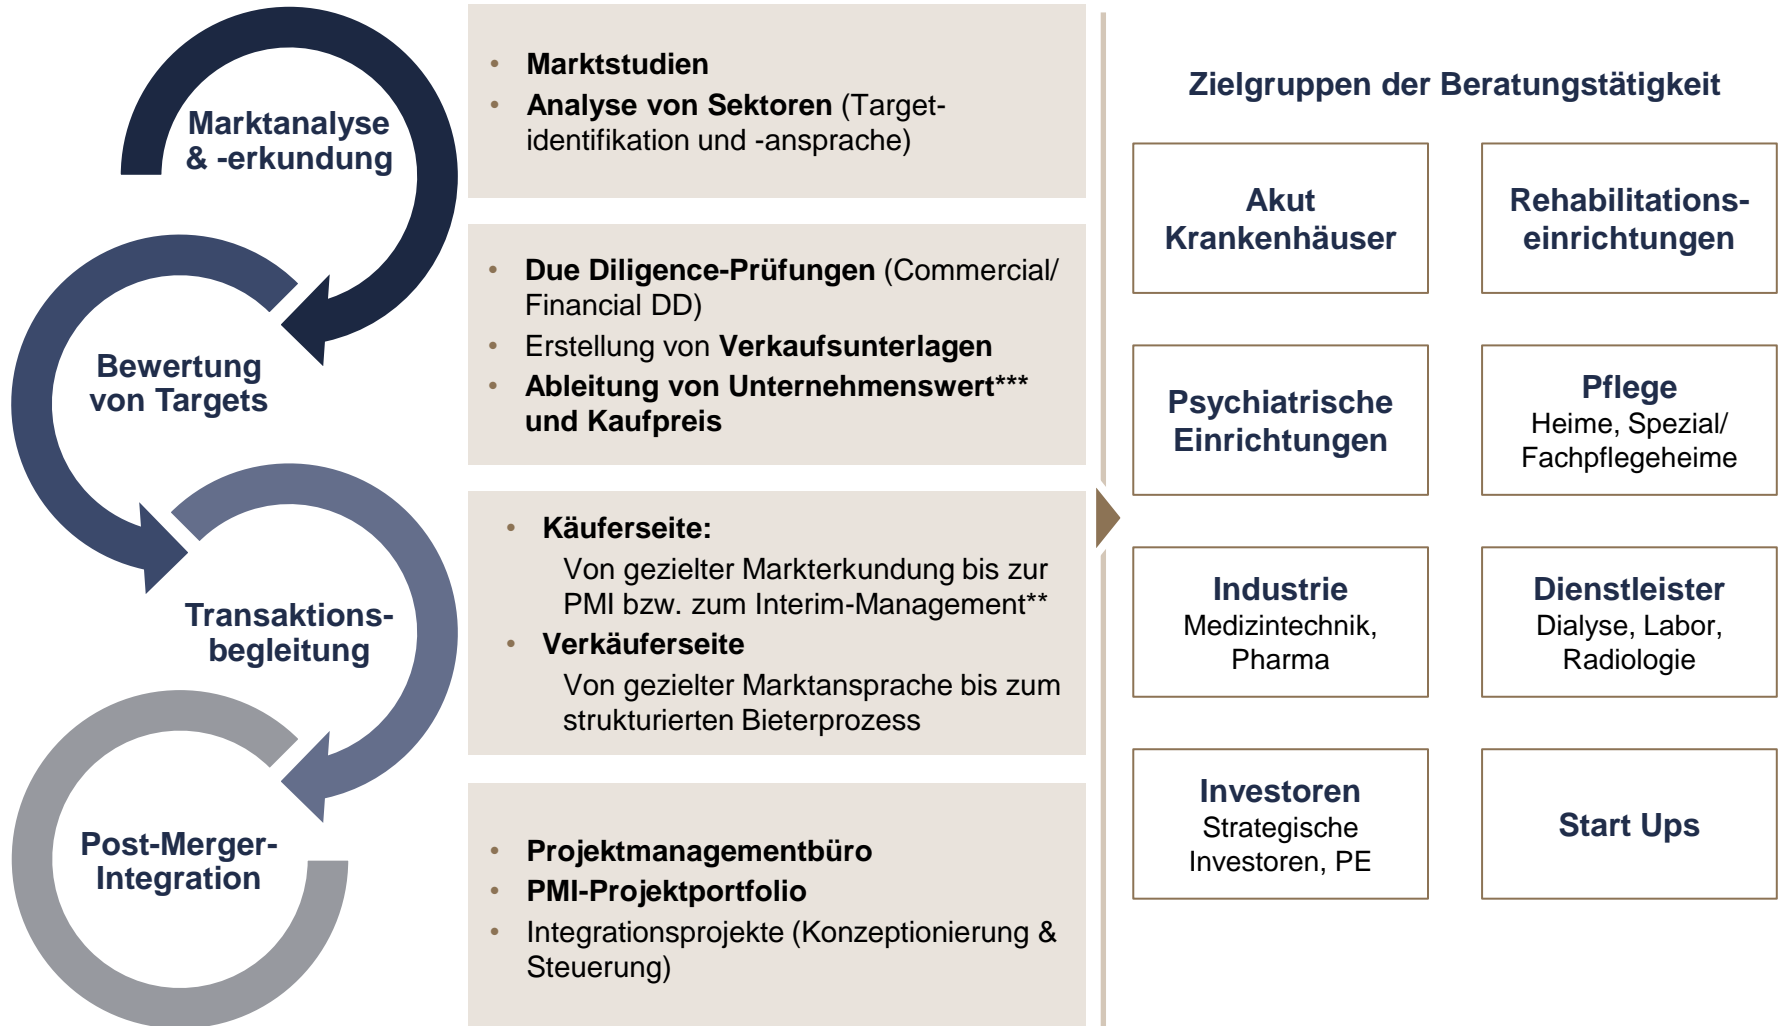 Marktanalyse
& -erkundung
• Marktstudien
• Analyse von Sektoren (Target-
identifikation und -ansprache)
Bewertung
von Targets
• Due Diligence-Prüfungen (Commercial/
Financial DD)
• Erstellung von Verkaufsunterlagen
• Ableitung von Unternehmenswert***
und Kaufpreis
Transaktions-
begleitung
• Käuferseite:
Von gezielter Markterkundung bis zur
PMI bzw. zum Interim-Management**
• Verkäuferseite
Von gezielter Marktansprache bis zum
strukturierten Bieterprozess
Post-Merger-
Integration
• Projektmanagementbüro
• PMI-Projektportfolio
• Integrationsprojekte (Konzeptionierung &
Steuerung)
Zielgruppen der Beratungstätigkeit
Akut
Krankenhäuser
Rehabilitations-
einrichtungen
Psychiatrische
Einrichtungen
Pflege
Heime, Spezial/
Fachpflegeheime
Industrie
Medizintechnik,
Pharma
Dienstleister
Dialyse, Labor,
Radiologie
Investoren
Strategische
Investoren, PE
Start Ups